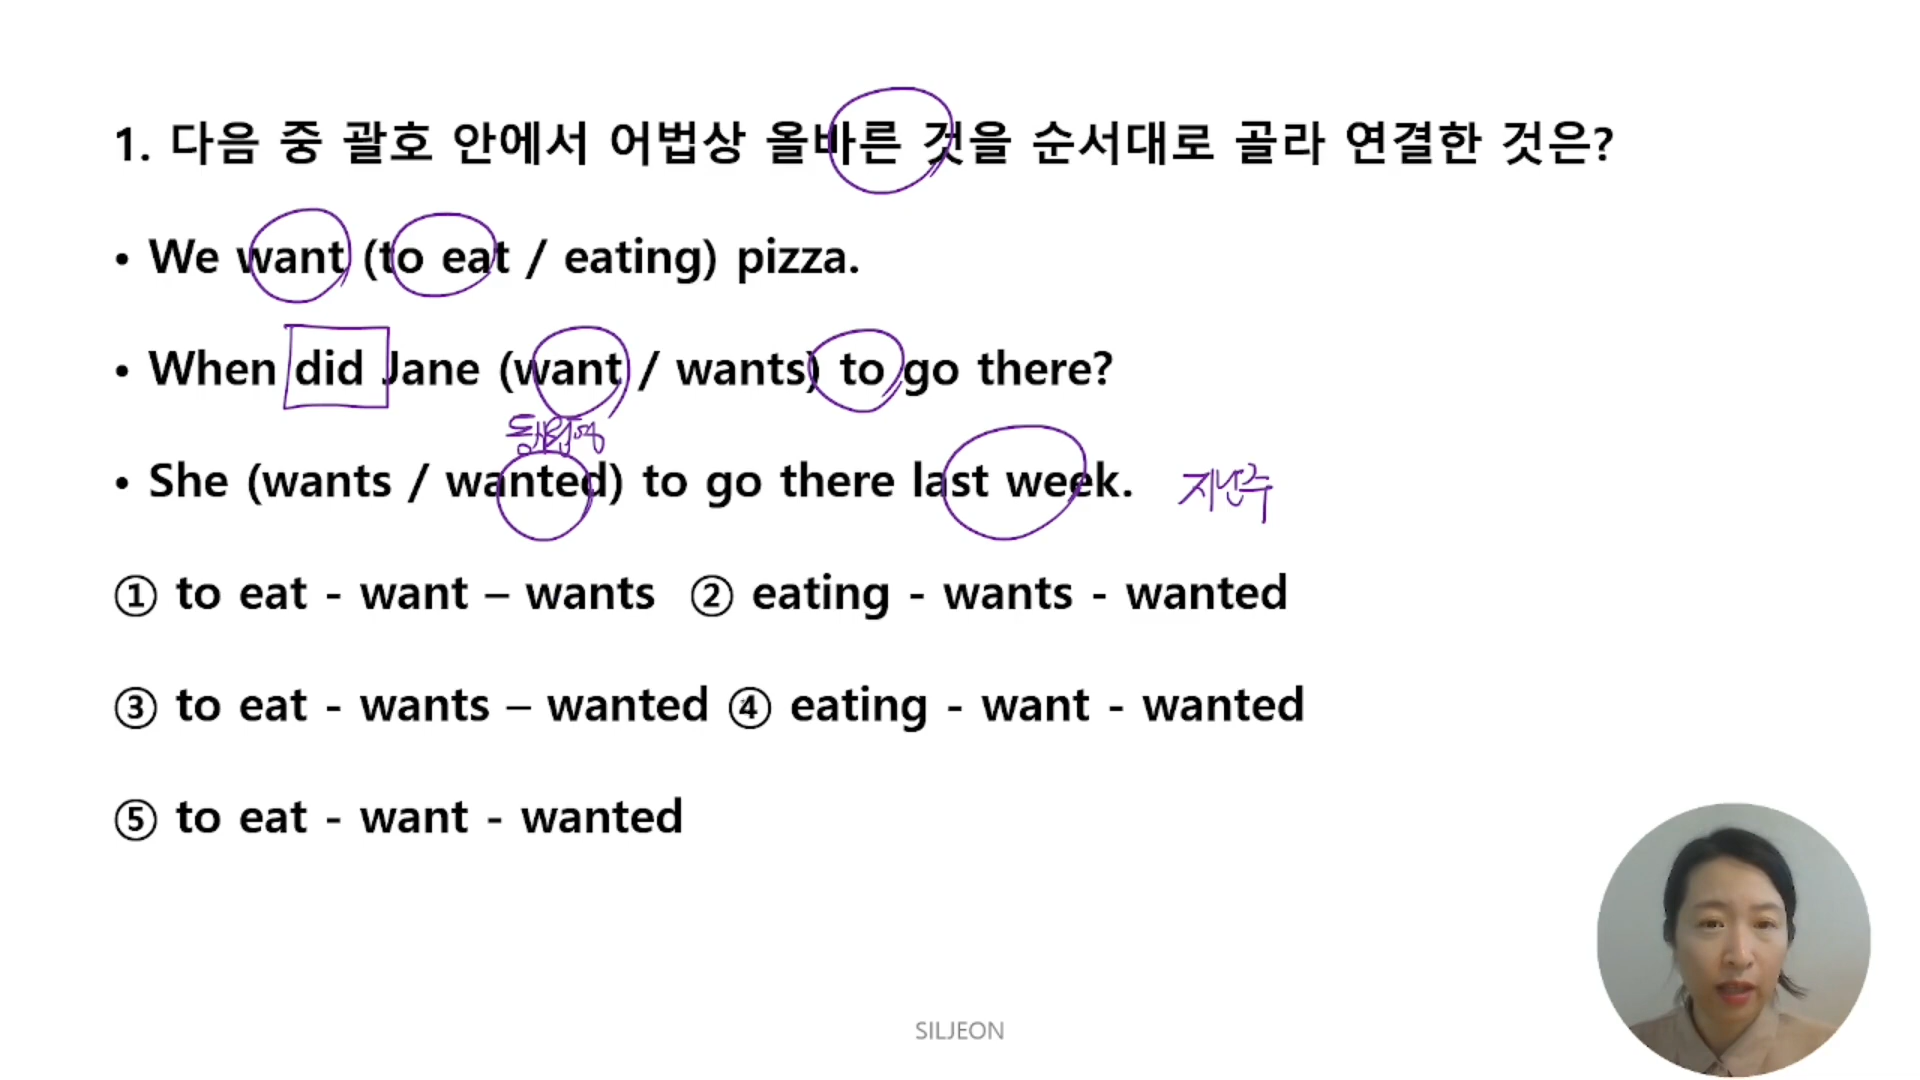 1. 다음 중 괄호 안에서 어법상 올바른 것을 순서대로 골라 연결한 것은?
• We want (to eat / eating) pizza.
• When did Jane (want / wants) to go there?
• She (wants / wanted) to go there last week. 지난주
① to eat - want – wants ② eating - wants - wanted
③ to eat - wants – wanted ④ eating - want - wanted
⑤ to eat - want - wanted
SILJEON